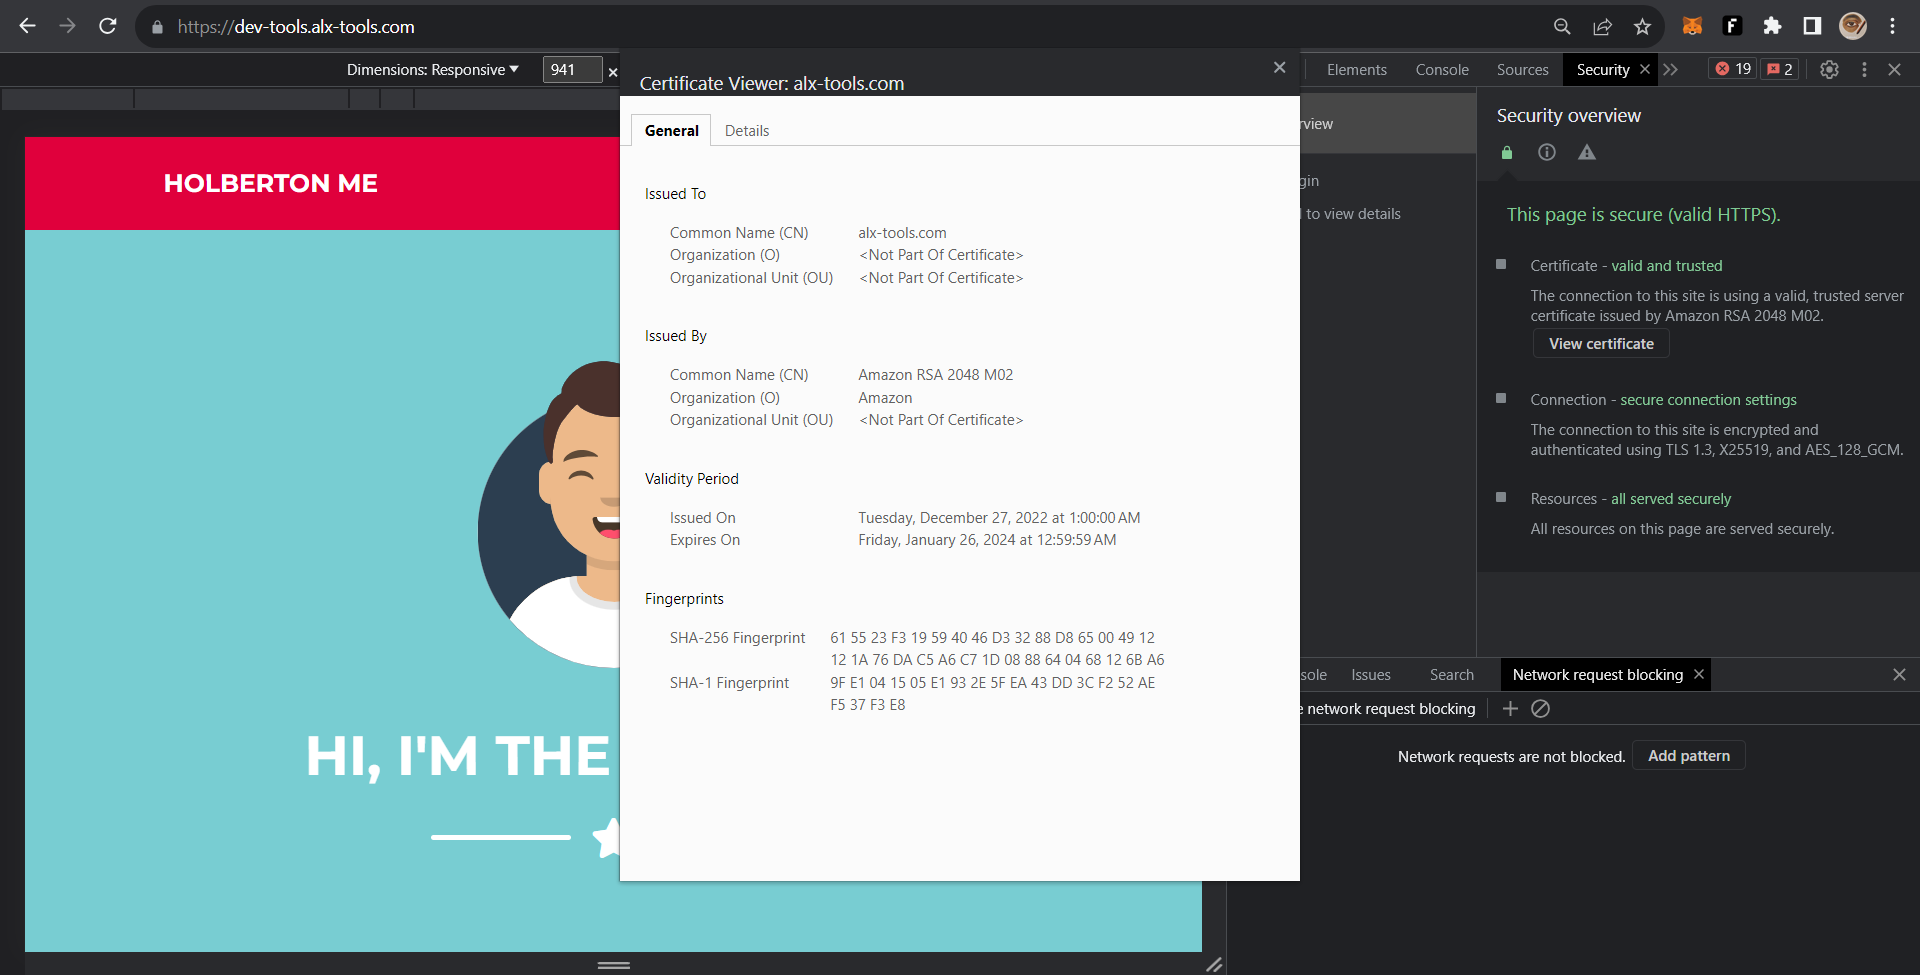 https://dev-tools.alx-tools.com
Dimensions: Responsive 941 ×
Certificate Viewer: alx-tools.com
General Details
Issued To
Common Name (CN) alx-tools.com
Organization (O) <Not Part Of Certificate>
Organizational Unit (OU) <Not Part Of Certificate>
Issued By
Common Name (CN) Amazon RSA 2048 M02
Organization (O) Amazon
Organizational Unit (OU) <Not Part Of Certificate>
Validity Period
Issued On Tuesday, December 27, 2022 at 1:00:00 AM
Expires On Friday, January 26, 2024 at 12:59:59 AM
Fingerprints
SHA-256 Fingerprint 61 55 23 F3 19 59 40 46 D3 32 88 D8 65 00 49 12
12 1A 76 DA C5 A6 C7 1D 08 88 64 04 68 12 6B A6
SHA-1 Fingerprint 9F E1 04 15 05 E1 93 2E 5F EA 43 DD 3C F2 52 AE
F5 37 F3 E8
HOLBERTON ME
HI, I'M THE
Elements Console Sources Security 19 2
rview
gin
to view details
Security overview
This page is secure (valid HTTPS).
Certificate - valid and trusted
The connection to this site is using a valid, trusted server
certificate issued by Amazon RSA 2048 M02.
View certificate
Connection - secure connection settings
The connection to this site is encrypted and
authenticated using TLS 1.3, X25519, and AES_128_GCM.
Resources - all served securely
All resources on this page are served securely.
sole Issues Search Network request blocking
e network request blocking
Network requests are not blocked. Add pattern